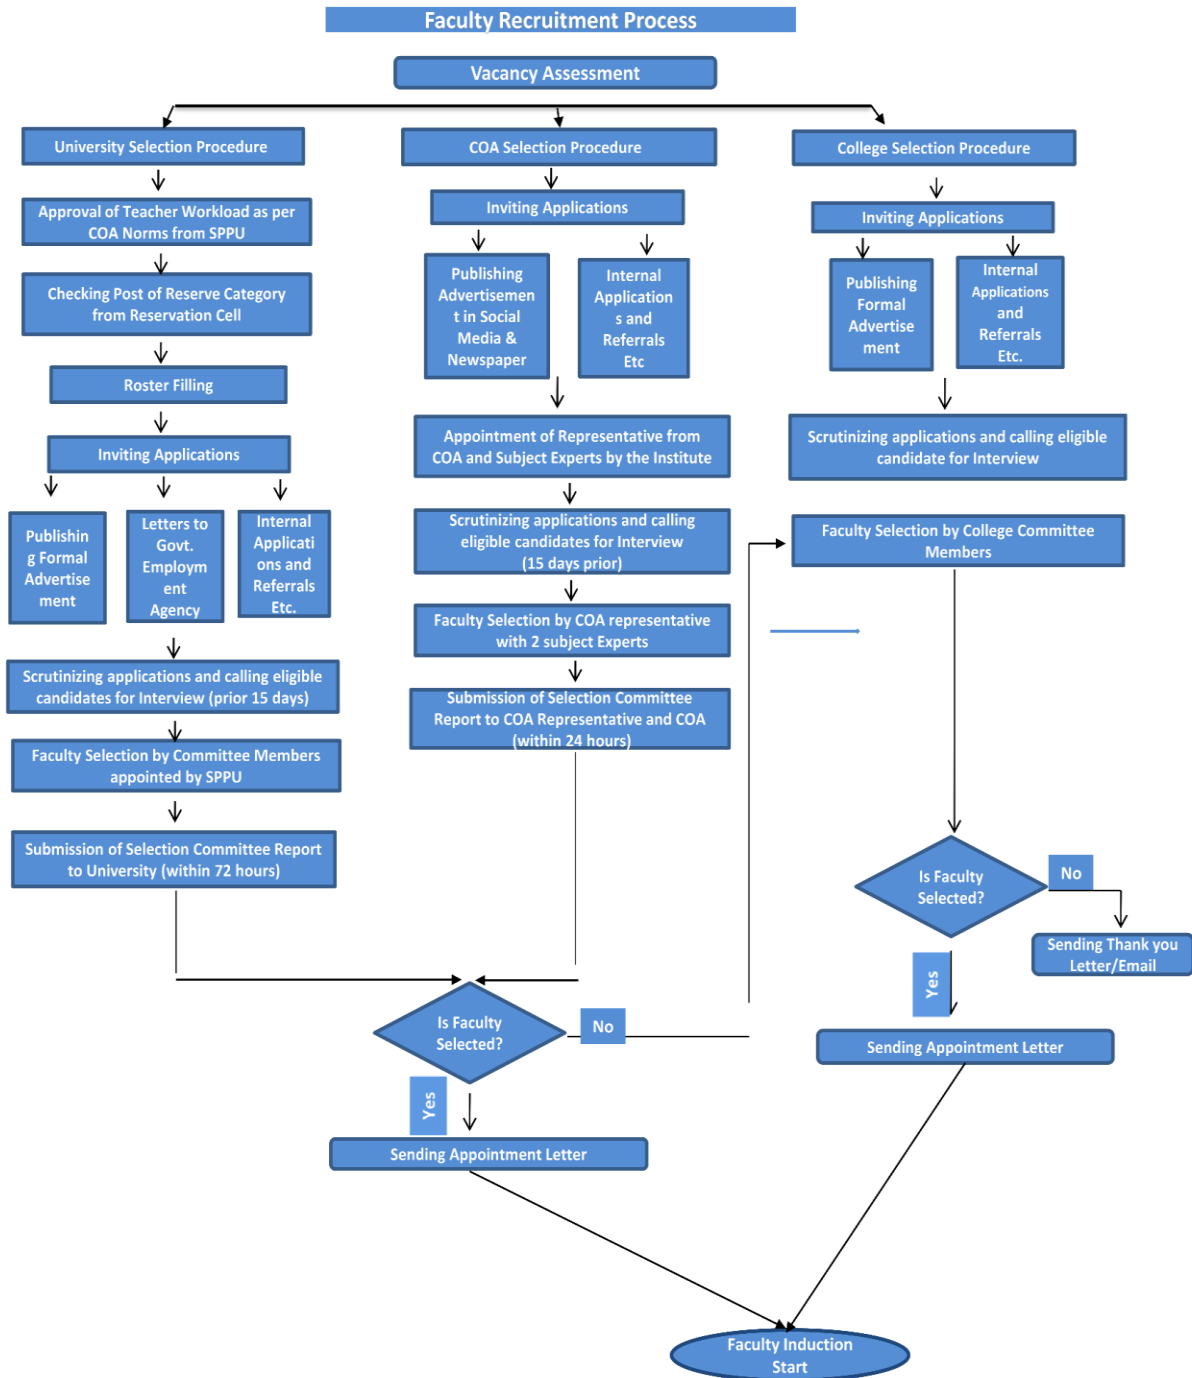 Faculty Recruitment Process
Vacancy Assessment
University Selection Procedure
Approval of Teacher Workload as per
COA Norms from SPPU
Checking Post of Reserve Category
from Reservation Cell
Roster Filling
Inviting Applications
Publishin
g Formal
Advertise
ment
Letters to
Govt.
Employm
ent
Agency
Internal
Applicati
ons and
Referrals
Etc.
Scrutinizing applications and calling eligible
candidates for Interview (prior 15 days)
Faculty Selection by Committee Members
appointed by SPPU
Submission of Selection Committee Report
to University (within 72 hours)
COA Selection Procedure
Inviting Applications
Publishing
Advertisemen
t in Social
Media &
Newspaper
Internal
Application
s and
Referrals
Etc
Appointment of Representative from
COA and Subject Experts by the Institute
Scrutinizing applications and calling
eligible candidates for Interview
(15 days prior)
Faculty Selection by COA representative
with 2 subject Experts
Submission of Selection Committee
Report to COA Representative and COA
(within 24 hours)
Is Faculty
Selected?
No
Yes
Sending Appointment Letter
College Selection Procedure
Inviting Applications
Publishing
Formal
Advertise
ment
Internal
Applications
and
Referrals
Etc.
Scrutinizing applications and calling eligible
candidate for Interview
Faculty Selection by College Committee
Members
Is Faculty
Selected?
No
Sending Thank you
Letter/Email
Yes
Sending Appointment Letter
Faculty Induction
Start